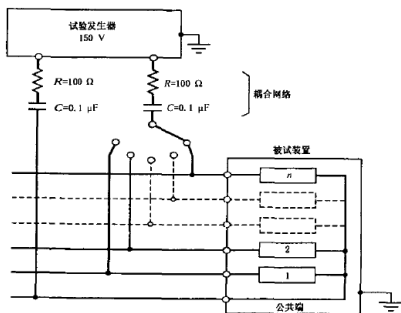 试验发生器
150 V
R=100 Ω
R=100 Ω
C=0.1 μF
C=0.1 μF
耦合网络
被试装置
n
2
1
公共端